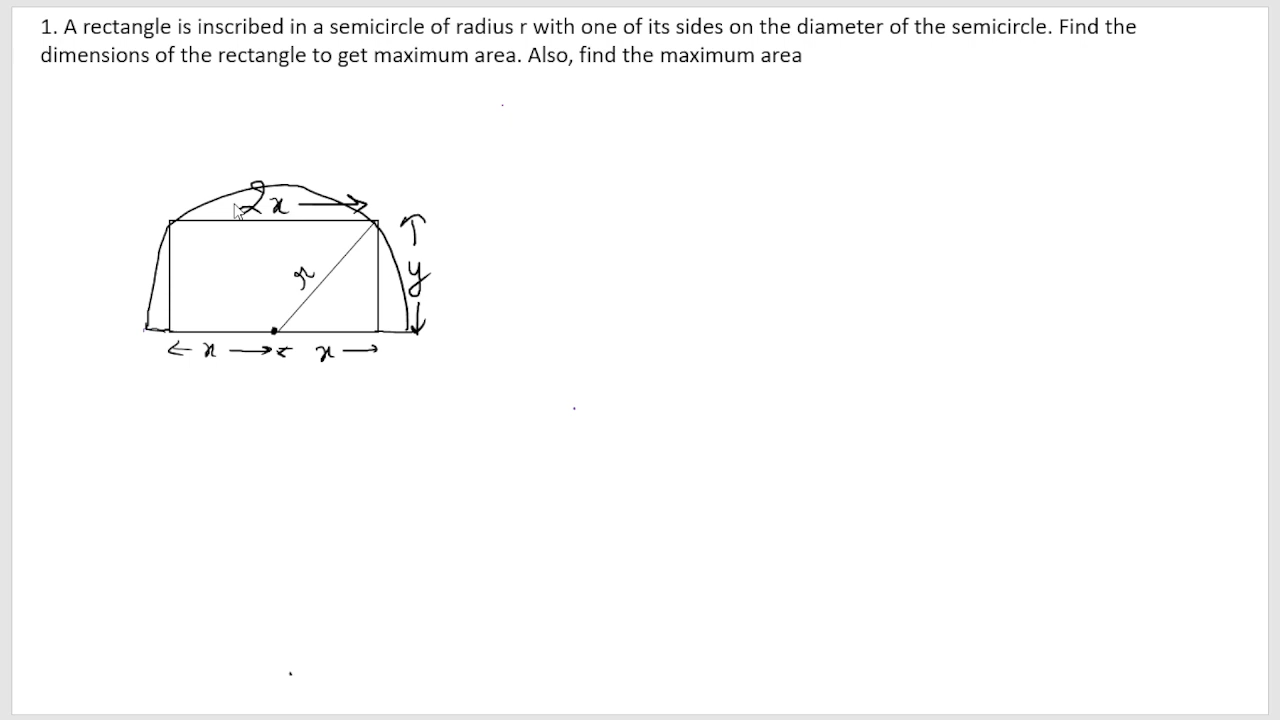 1. A rectangle is inscribed in a semicircle of radius r with one of its sides on the diameter of the semicircle. Find the
dimensions of the rectangle to get maximum area. Also, find the maximum area
2x
r
y
x x